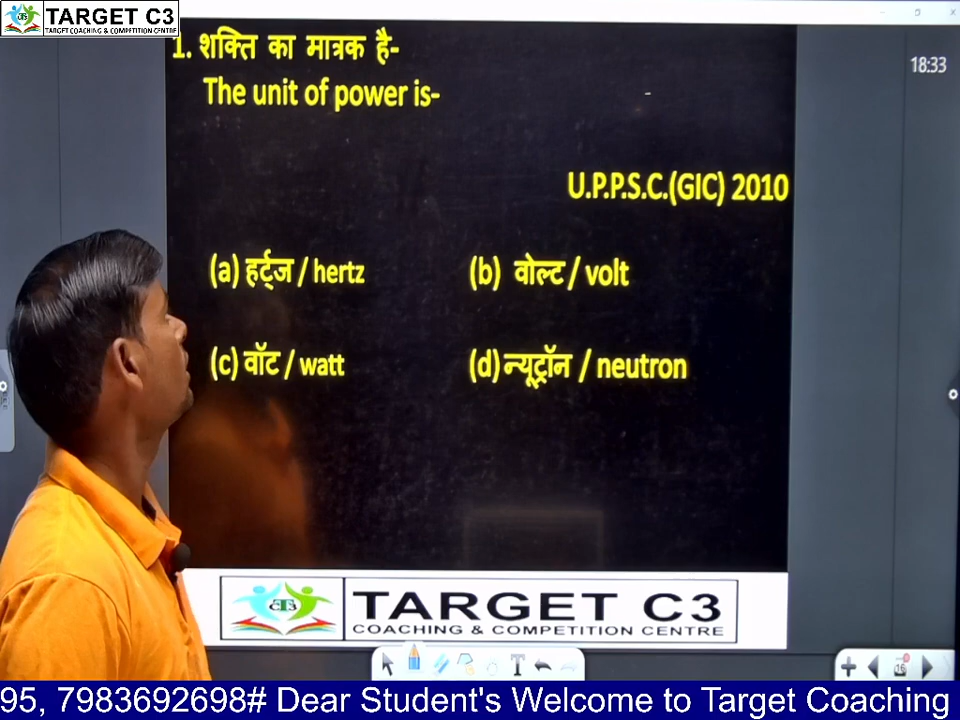 TARGET C3
TARGET COACHING & COMPETITION CENTRE
1. शक्ति का मात्रक है-
18:33
The unit of power is-
U.P.P.S.C.(GIC) 2010
(a) हर्ट्ज / hertz
(b) वोल्ट / volt
(c) वॉट / watt
(d) न्यूट्रॉन / neutron
TARGET C3
COACHING & COMPETITION CENTRE
16
95, 7983692698# Dear Student's Welcome to Target Coaching